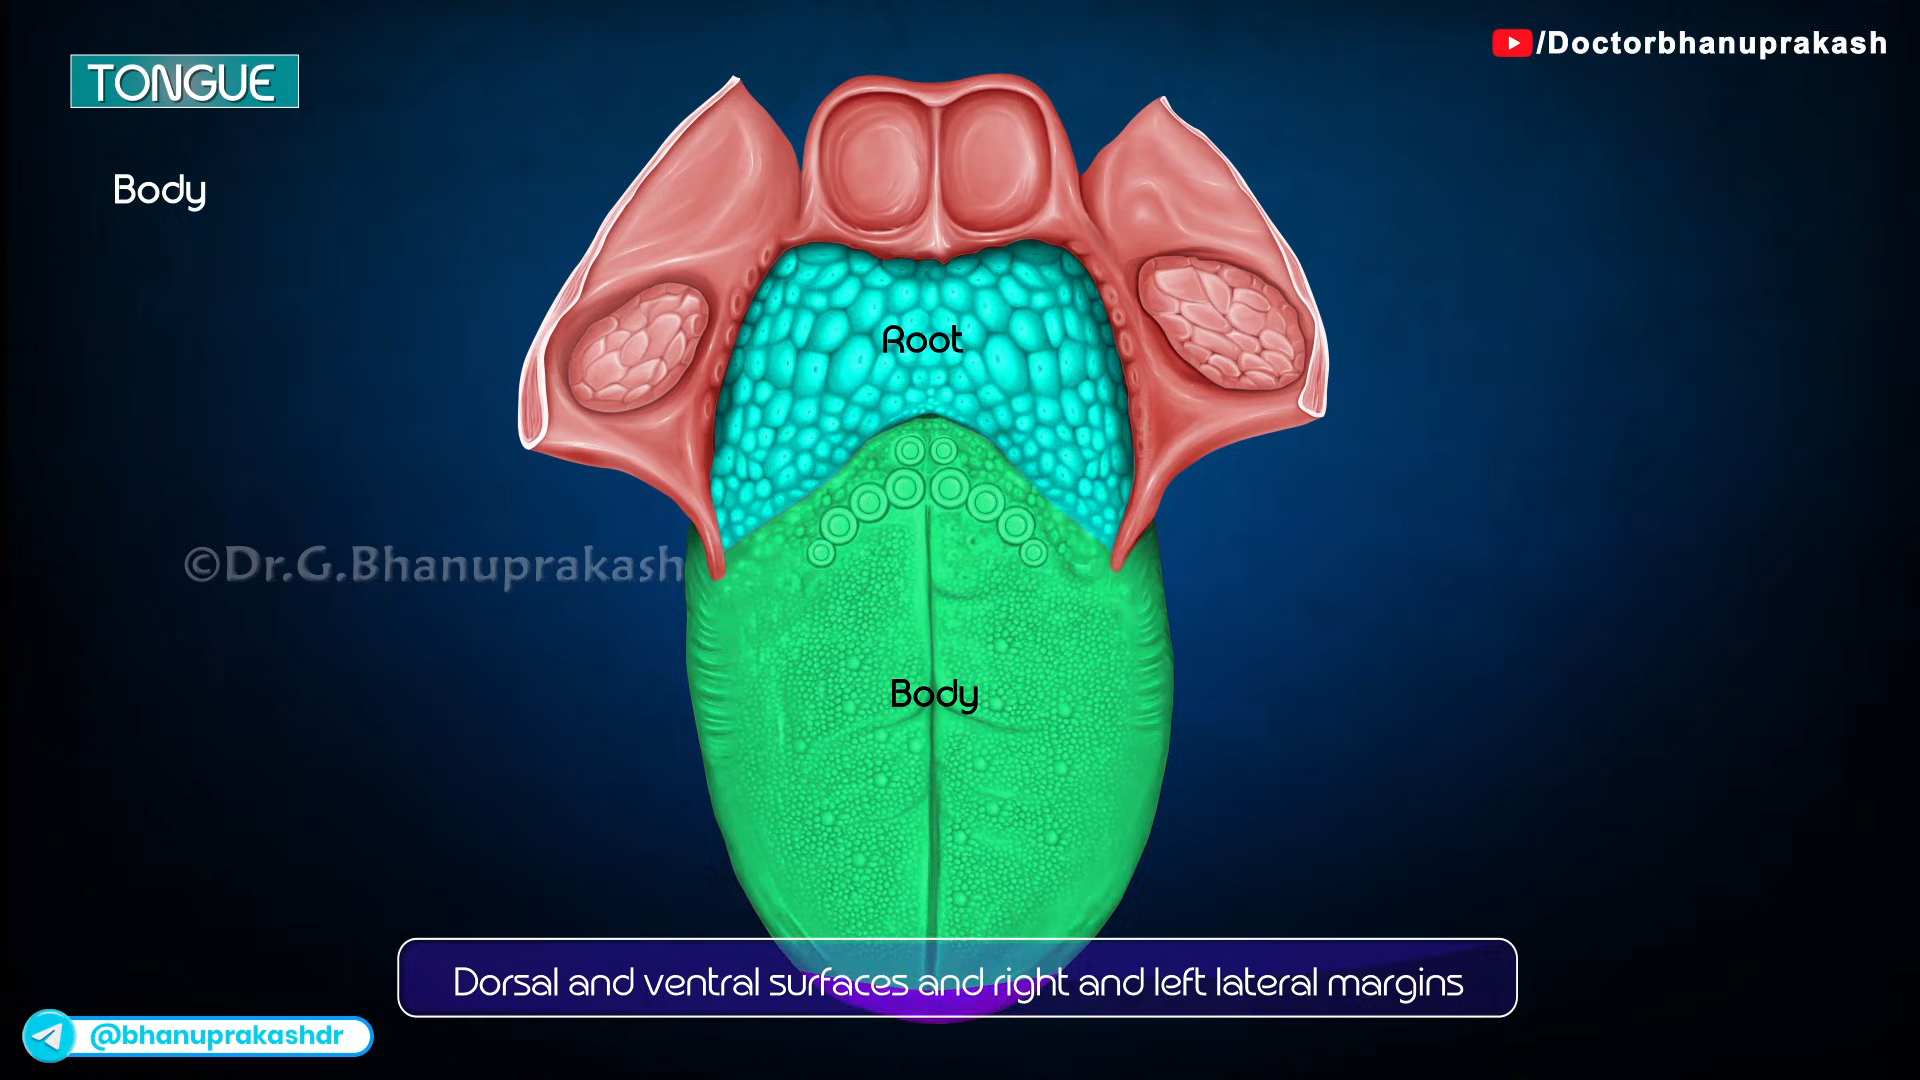 /Doctorbhanuprakash
TONGUE
Body
Root
©Dr.G.Bhanuprakash
Body
Dorsal and ventral surfaces and right and left lateral margins
@bhanuprakashdr